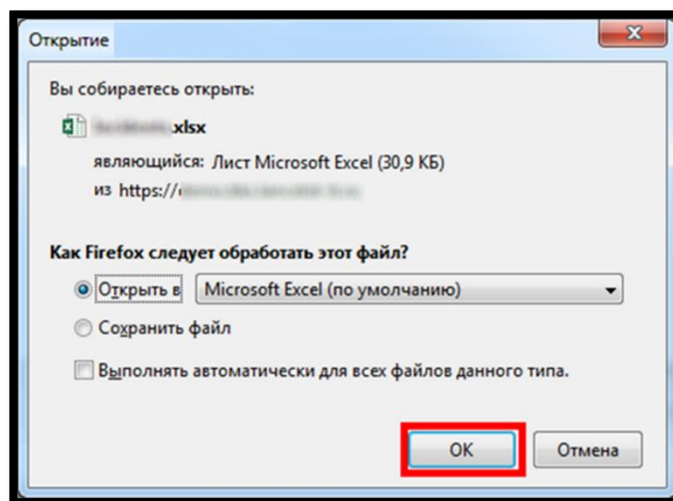 Открытие
Вы собираетесь открыть:
.xlsx
являющийся: Лист Microsoft Excel (30,9 КБ)
из https://
Как Firefox следует обработать этот файл?
Открыть в Microsoft Excel (по умолчанию)
Сохранить файл
Выполнять автоматически для всех файлов данного типа.
ОК Отмена